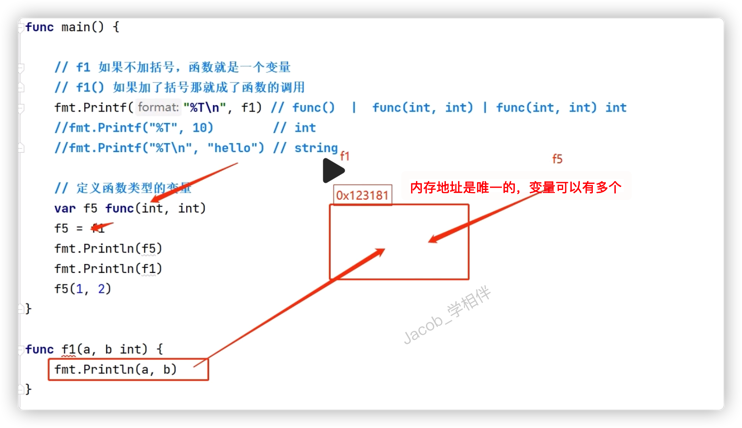 func main() {
// f1 如果不加括号，函数就是一个变量
// f1() 如果加了括号那就成了函数的调用
fmt.Printf( format: "%T\n", f1) // func() | func(int, int) | func(int, int) int
//fmt.Printf("%T", 10) // int
//fmt.Printf("%T\n", "hello") // string
f1
f5
// 定义函数类型的变量
内存地址是唯一的，变量可以有多个
0x123181
var f5 func(int, int)
f5 = f1
fmt.Println(f5)
fmt.Println(f1)
f5(1, 2)
}
Jacob_学相伴
func f1(a, b int) {
fmt.Println(a, b)
}